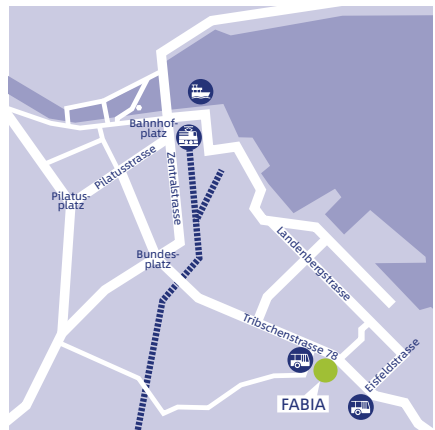 Bahnhof-
platz
Pilatusstrasse
Zentralstrasse
Pilatus-
platz
Bundes-
platz
Landenbergstrasse
Tribschenstrasse 78
Eisfeldstrasse
FABIA